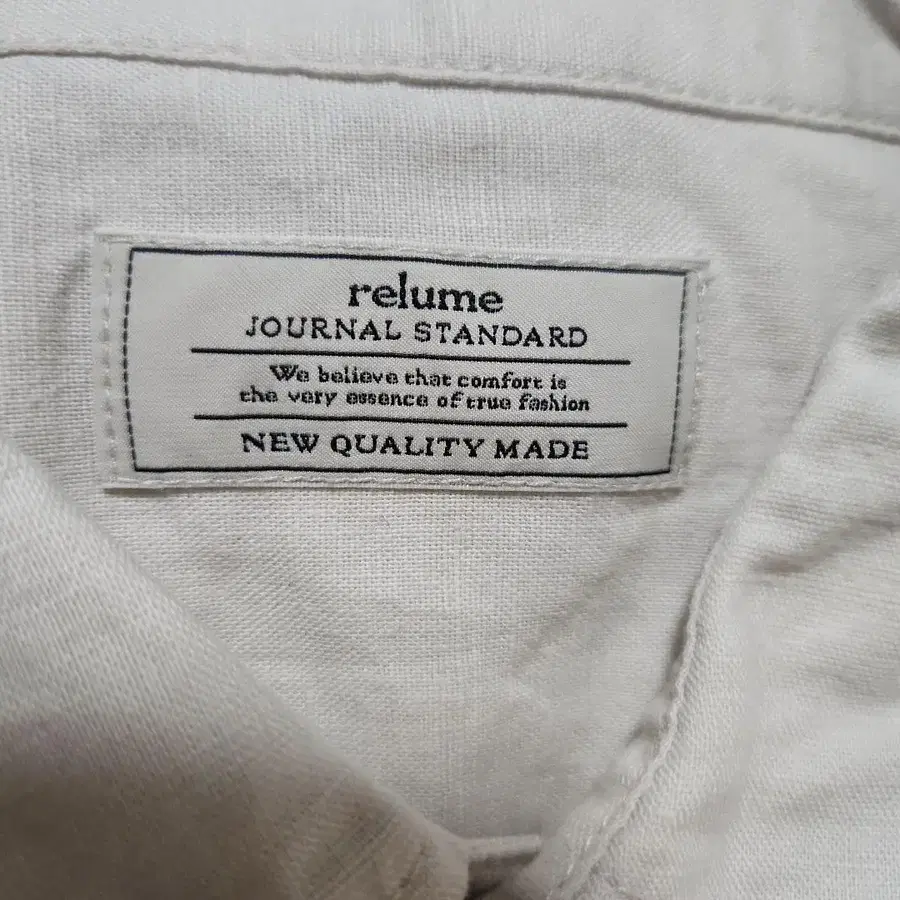 relume
JOURNAL STANDARD
We believe that comfort is
the very essence of true fashion
NEW QUALITY MADE